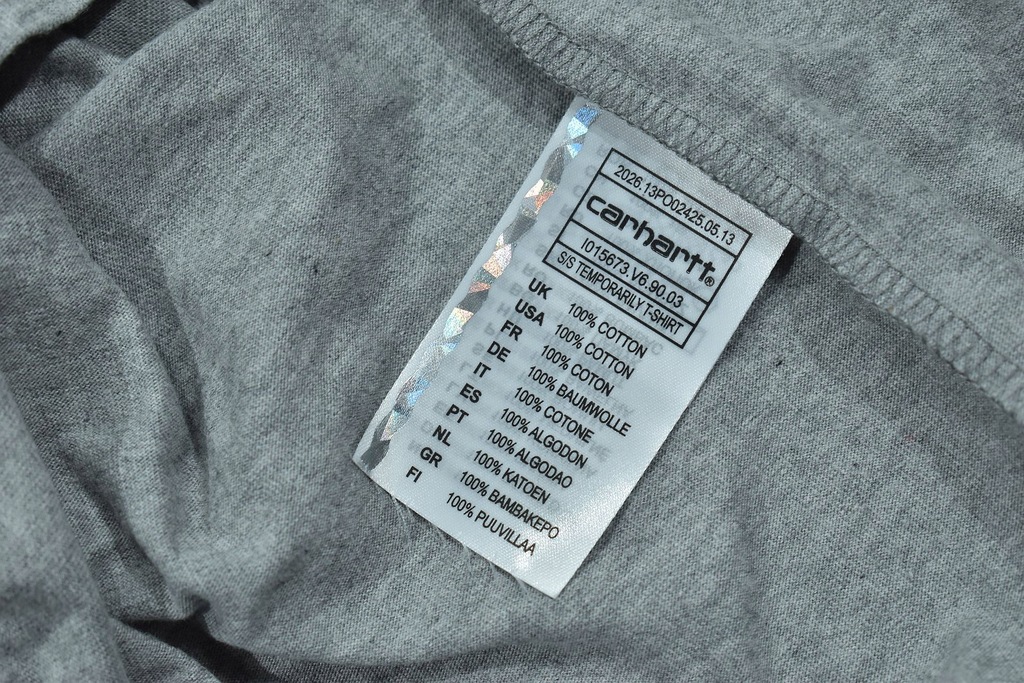 2026.13PO02425.05.13
carhartt®
I015673.V6.90.03
S/S TEMPORARILY T-SHIRT
UK 100% COTTON
USA 100% COTTON
FR 100% COTON
DE 100% BAUMWOLLE
IT 100% COTONE
ES 100% ALGODON
PT 100% ALGODAO
NL 100% KATOEN
GR 100% BAMBAKEPO
FI 100% PUUVILLAA